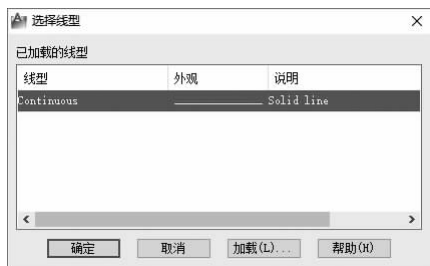 选择线型
已加载的线型
线型 外观 说明
Continuous Solid line
确定 取消 加载(L)... 帮助(H)